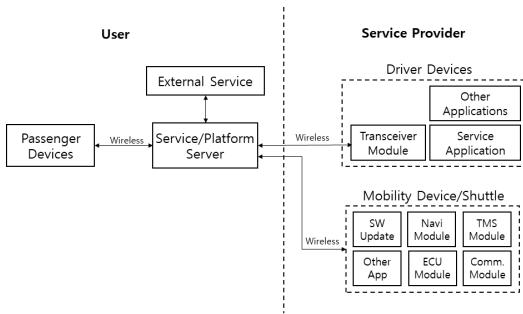 User
Service Provider
External Service
Passenger
Devices
Wireless
Service/Platform
Server
Wireless
Driver Devices
Other
Applications
Transceiver
Module
Service
Application
Mobility Device/Shuttle
Wireless
SW
Update
Navi
Module
TMS
Module
Other
App
ECU
Module
Comm.
Module